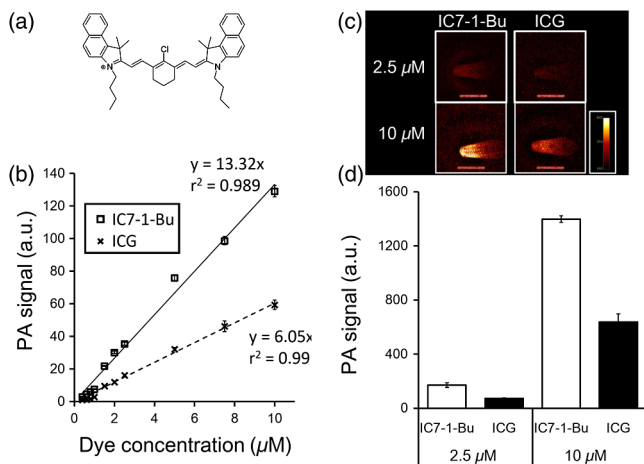 (a)
Cl
N
⊕
N
(b)
PA signal (a.u.)
140
120
100
80
60
40
20
0
IC7-1-Bu
ICG
y = 13.32x
r² = 0.989
y = 6.05x
r² = 0.99
0 2 4 6 8 10
Dye concentration (µM)
(c)
IC7-1-Bu ICG
2.5 µM
10 µM
(d)
PA signal (a.u.)
1600
1200
800
400
0
IC7-1-Bu ICG IC7-1-Bu ICG
2.5 µM 10 µM